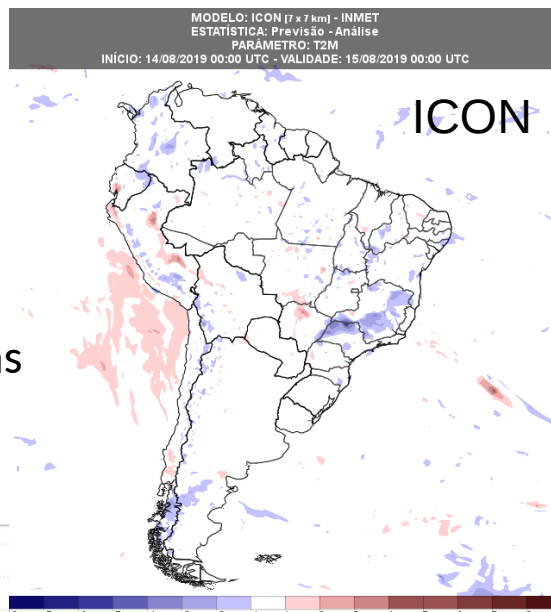 MODELO: ICON [7 x 7 km] - INMET
ESTATÍSTICA: Previsão - Análise
PARÂMETRO: T2M
INÍCIO: 14/08/2019 00:00 UTC - VALIDADE: 15/08/2019 00:00 UTC
ICON
as